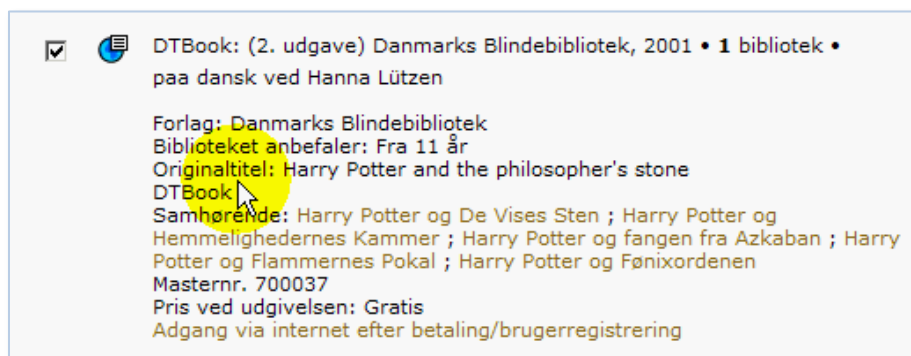 DTBook: (2. udgave) Danmarks Blindebibliotek, 2001 • 1 bibliotek •
paa dansk ved Hanna Lützen
Forlag: Danmarks Blindebibliotek
Biblioteket anbefaler: Fra 11 år
Originaltitel: Harry Potter and the philosopher's stone
DTBook
Samhørende: Harry Potter og De Vises Sten ; Harry Potter og
Hemmelighedernes Kammer ; Harry Potter og fangen fra Azkaban ; Harry
Potter og Flammernes Pokal ; Harry Potter og Fønixordenen
Masternr. 700037
Pris ved udgivelsen: Gratis
Adgang via internet efter betaling/brugerregistrering